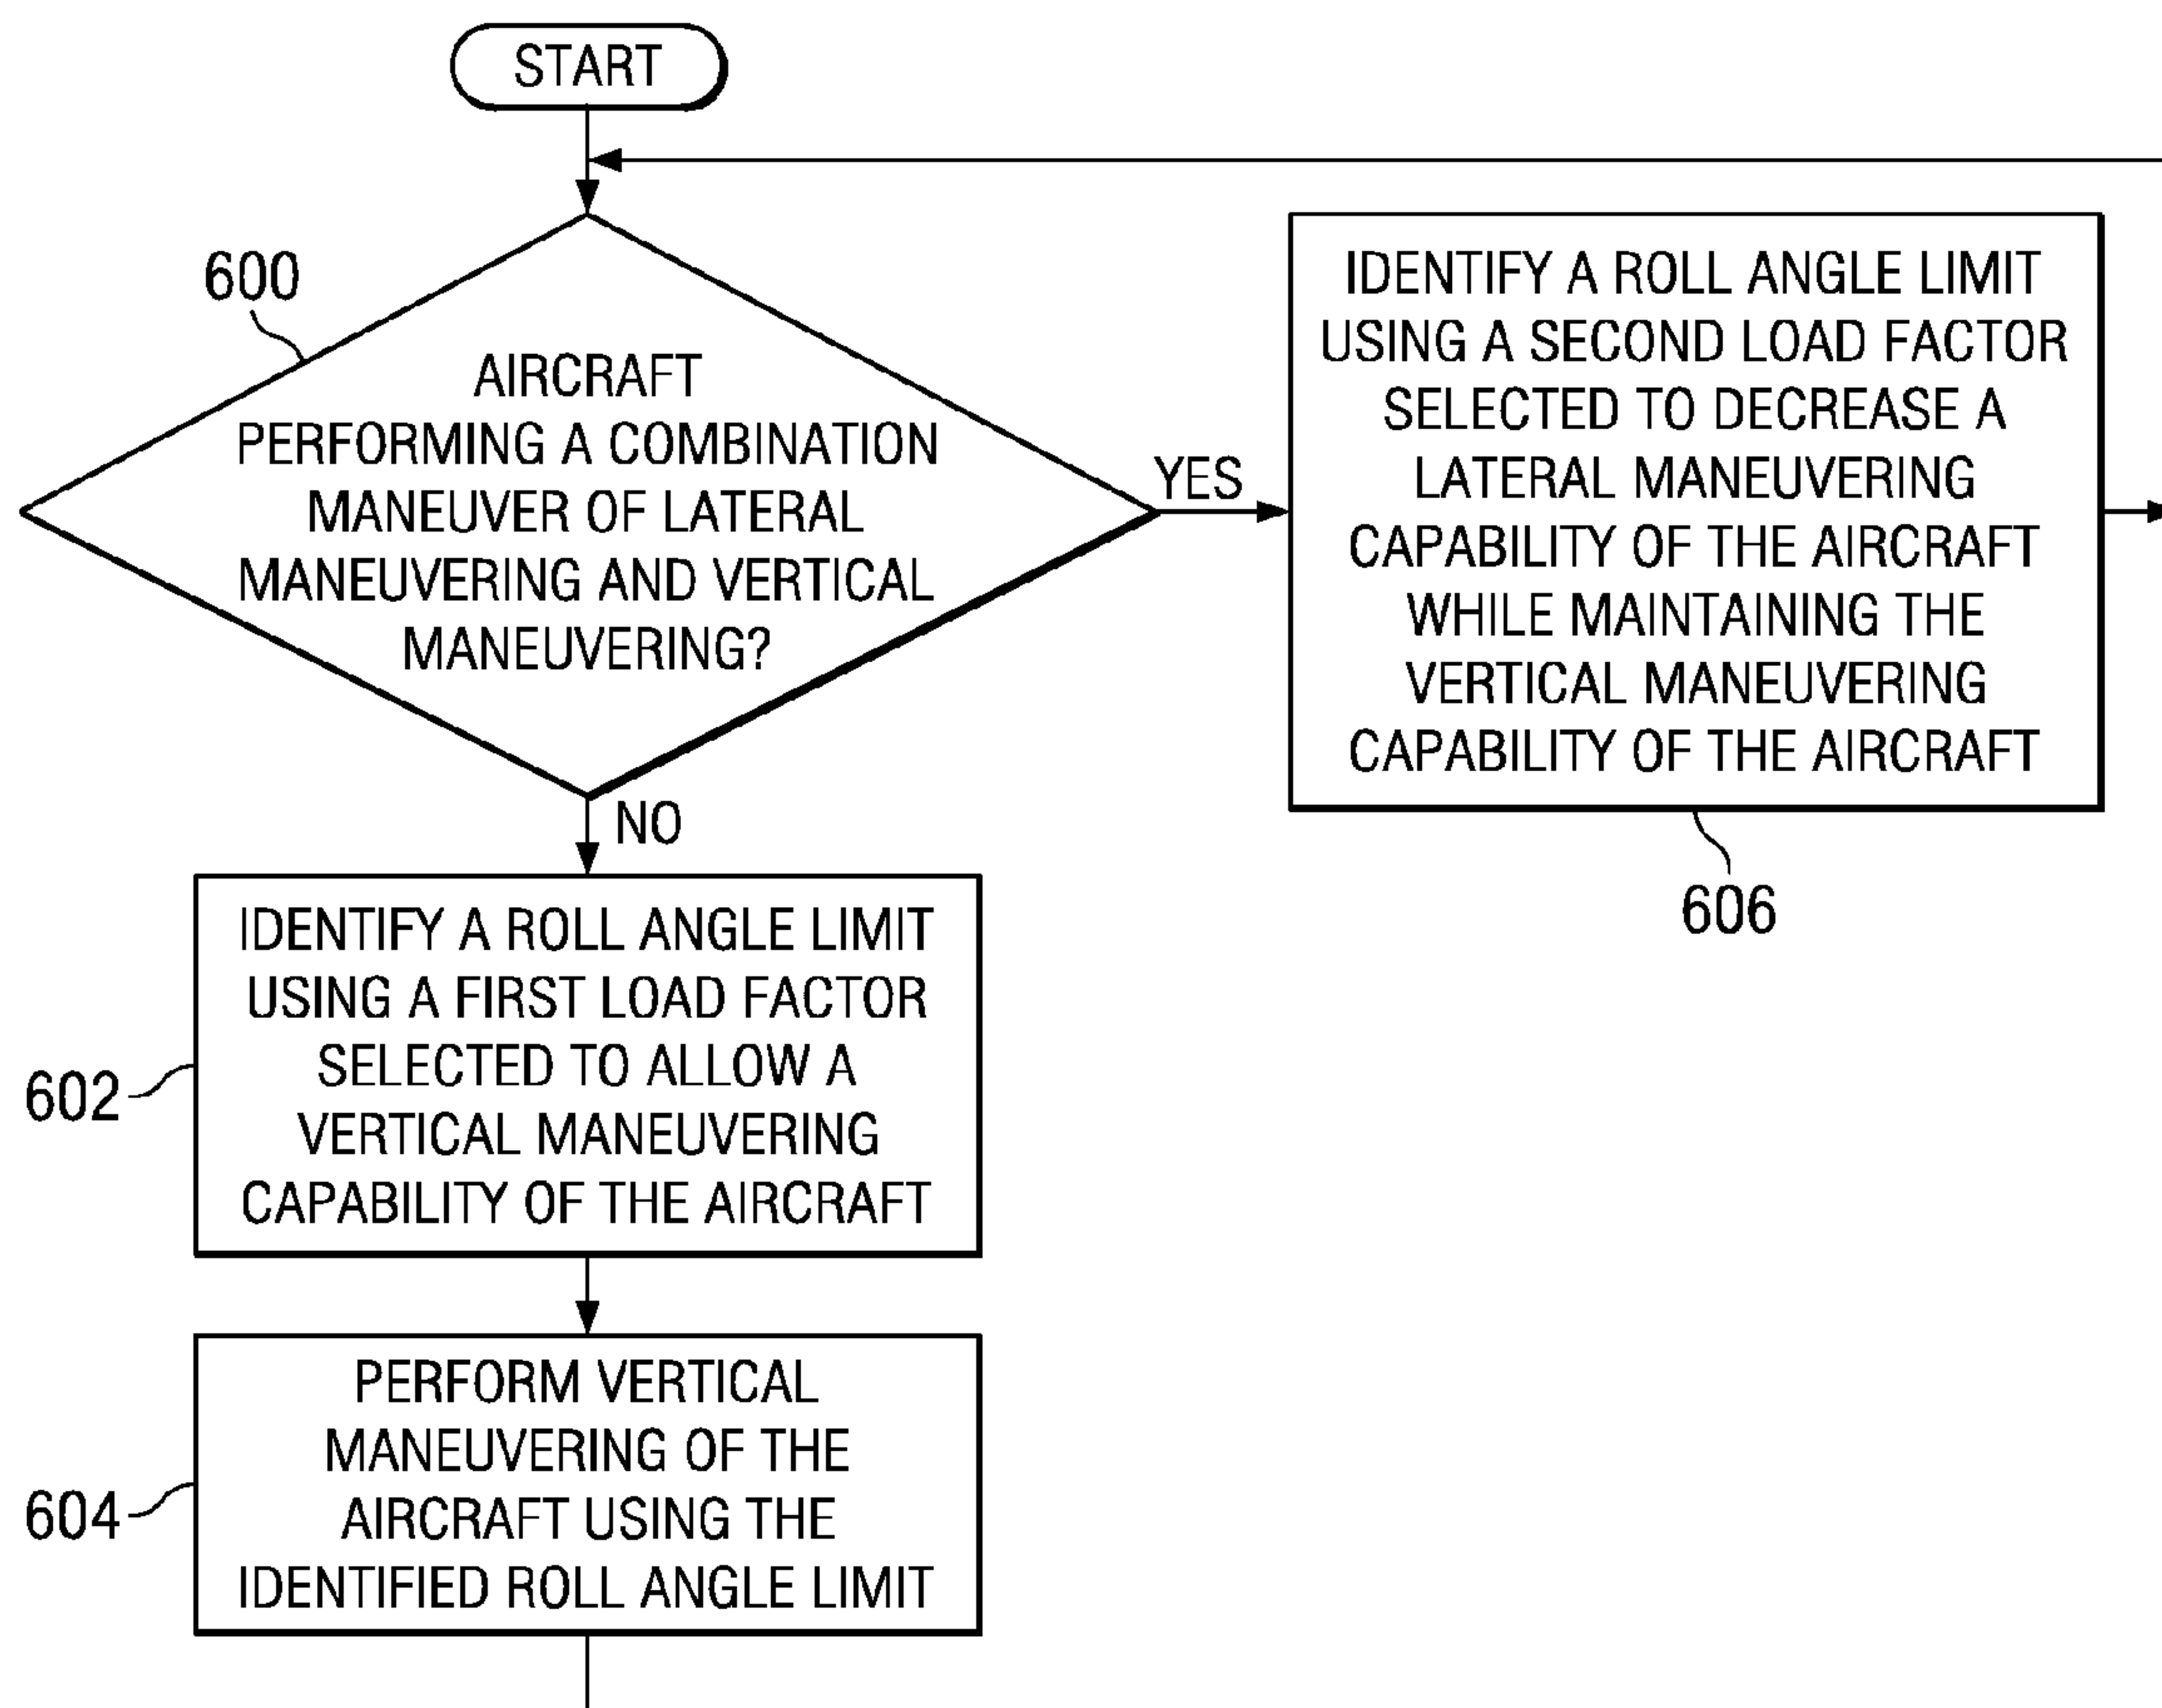 START
600
AIRCRAFT
PERFORMING A COMBINATION
MANEUVER OF LATERAL
MANEUVERING AND VERTICAL
MANEUVERING?
YES
IDENTIFY A ROLL ANGLE LIMIT
USING A SECOND LOAD FACTOR
SELECTED TO DECREASE A
LATERAL MANEUVERING
CAPABILITY OF THE AIRCRAFT
WHILE MAINTAINING THE
VERTICAL MANEUVERING
CAPABILITY OF THE AIRCRAFT
606
NO
IDENTIFY A ROLL ANGLE LIMIT
USING A FIRST LOAD FACTOR
SELECTED TO ALLOW A
VERTICAL MANEUVERING
CAPABILITY OF THE AIRCRAFT
602
PERFORM VERTICAL
MANEUVERING OF THE
AIRCRAFT USING THE
IDENTIFIED ROLL ANGLE LIMIT
604